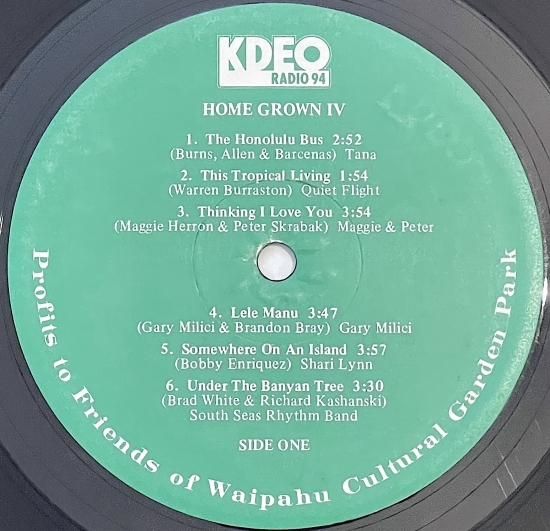 KDEO
RADIO 94
HOME GROWN IV
1. The Honolulu Bus 2:52
(Burns, Allen & Barcenas) Tana
2. This Tropical Living 1:54
(Warren Burraston) Quiet Flight
3. Thinking I Love You 3:54
(Maggie Herron & Peter Skrabak) Maggie & Peter
4. Lele Manu 3:47
(Gary Milici & Brandon Bray) Gary Milici
5. Somewhere On An Island 3:57
(Bobby Enriquez) Shari Lynn
6. Under The Banyan Tree 3:30
(Brad White & Richard Kashanski)
South Seas Rhythm Band
SIDE ONE
Profits to Friends of Waipahu Cultural Garden Park